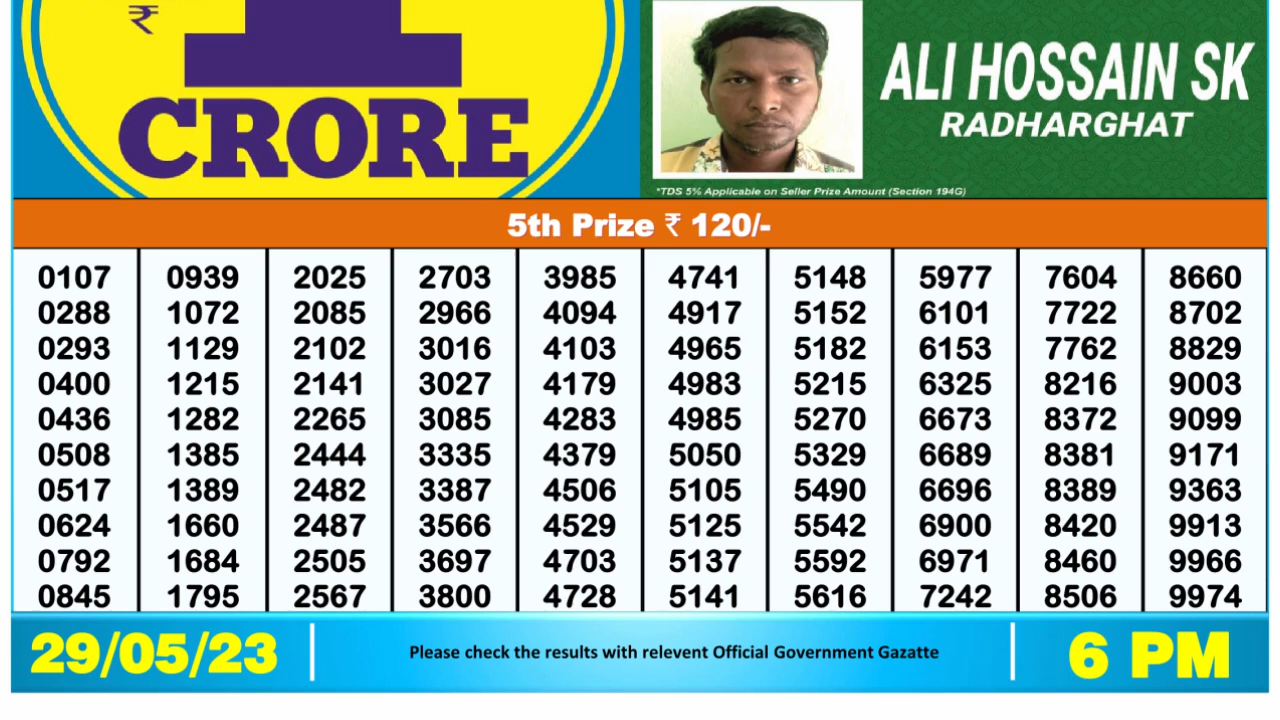 ₹
1
CRORE
ALI HOSSAIN SK
RADHARGHAT
*TDS 5% Applicable on Seller Prize Amount (Section 194G)
5th Prize ₹ 120/-
0107 0939 2025 2703 3985 4741 5148 5977 7604 8660
0288 1072 2085 2966 4094 4917 5152 6101 7722 8702
0293 1129 2102 3016 4103 4965 5182 6153 7762 8829
0400 1215 2141 3027 4179 4983 5215 6325 8216 9003
0436 1282 2265 3085 4283 4985 5270 6673 8372 9099
0508 1385 2444 3335 4379 5050 5329 6689 8381 9171
0517 1389 2482 3387 4506 5105 5490 6696 8389 9363
0624 1660 2487 3566 4529 5125 5542 6900 8420 9913
0792 1684 2505 3697 4703 5137 5592 6971 8460 9966
0845 1795 2567 3800 4728 5141 5616 7242 8506 9974
29/05/23
Please check the results with relevent Official Government Gazatte
6 PM